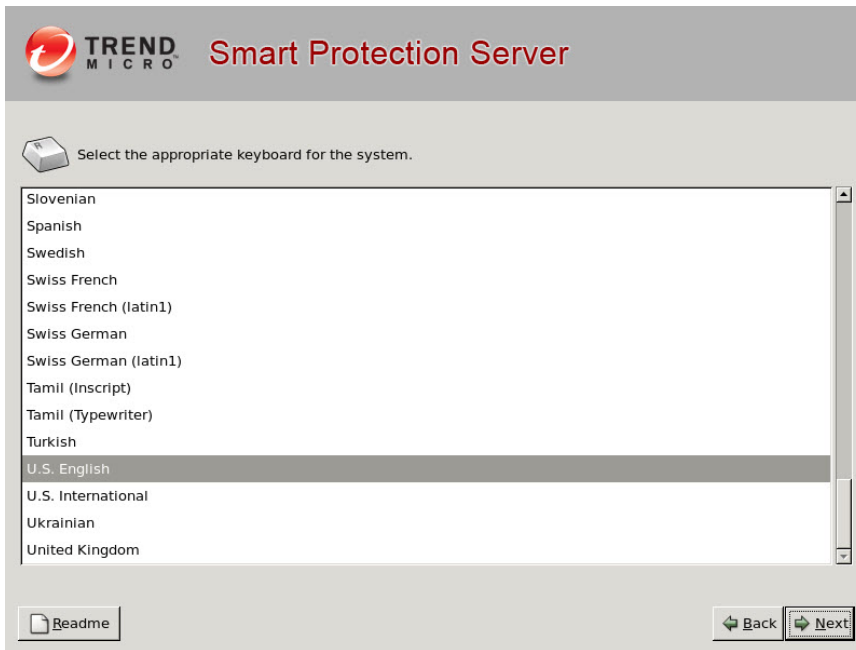 TREND MICRO™ Smart Protection Server
R
Select the appropriate keyboard for the system.
Slovenian
Spanish
Swedish
Swiss French
Swiss French (latin1)
Swiss German
Swiss German (latin1)
Tamil (Inscript)
Tamil (Typewriter)
Turkish
U.S. English
U.S. International
Ukrainian
United Kingdom
Readme Back Next